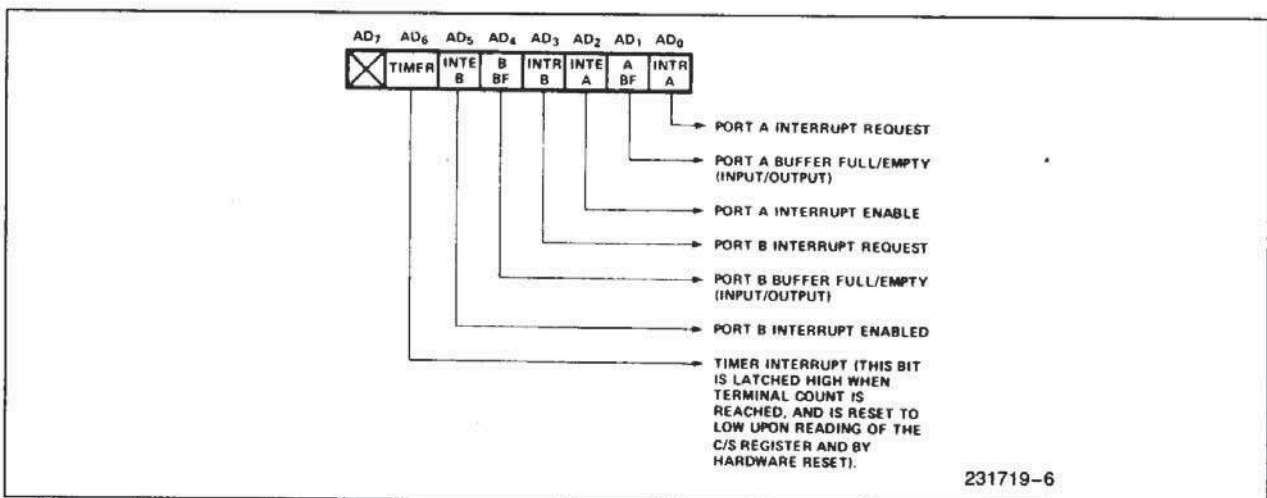 AD7 AD6 AD5 AD4 AD3 AD2 AD1 AD0
TIMER INTE B B BF INTR B INTE A A BF INTR A
PORT A INTERRUPT REQUEST
PORT A BUFFER FULL/EMPTY
(INPUT/OUTPUT)
PORT A INTERRUPT ENABLE
PORT B INTERRUPT REQUEST
PORT B BUFFER FULL/EMPTY
(INPUT/OUTPUT)
PORT B INTERRUPT ENABLED
TIMER INTERRUPT (THIS BIT
IS LATCHED HIGH WHEN
TERMINAL COUNT IS
REACHED, AND IS RESET TO
LOW UPON READING OF THE
C/S REGISTER AND BY
HARDWARE RESET).
231719-6